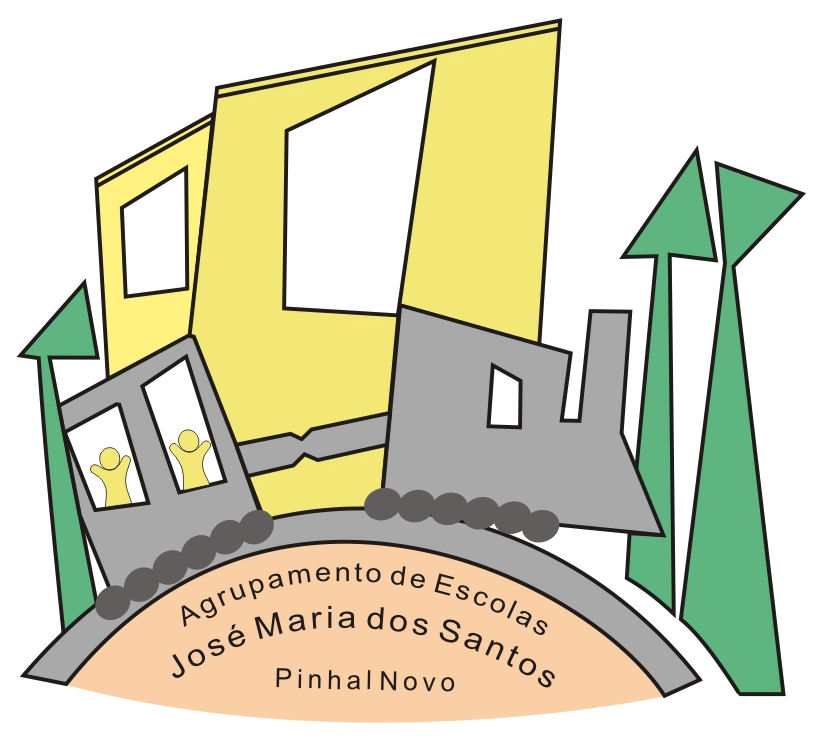 Agrupamento de Escolas
José Maria dos Santos
Pinhal Novo